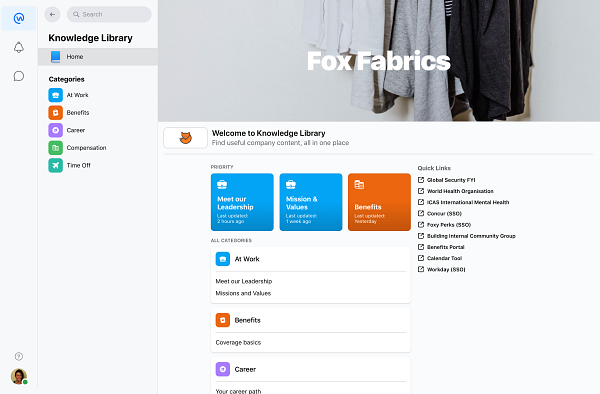 Search
Knowledge Library
Home
Categories
At Work
Benefits
Career
Compensation
Time Off
Fox Fabrics
Welcome to Knowledge Library
Find useful company content, all in one place
PRIORITY
Meet our
Leadership
Last updated:
2 hours ago
Mission &
Values
Last updated:
1 week ago
Benefits
Last updated:
Yesterday
ALL CATEGORIES
At Work
Meet our Leadership
Missions and Values
Benefits
Coverage basics
Career
Your career path
Quick Links
Global Security FYI
World Health Organisation
ICAS International Mental Health
Concur (SSO)
Foxy Perks (SSO)
Building Internal Community Group
Benefits Portal
Calendar Tool
Workday (SSO)